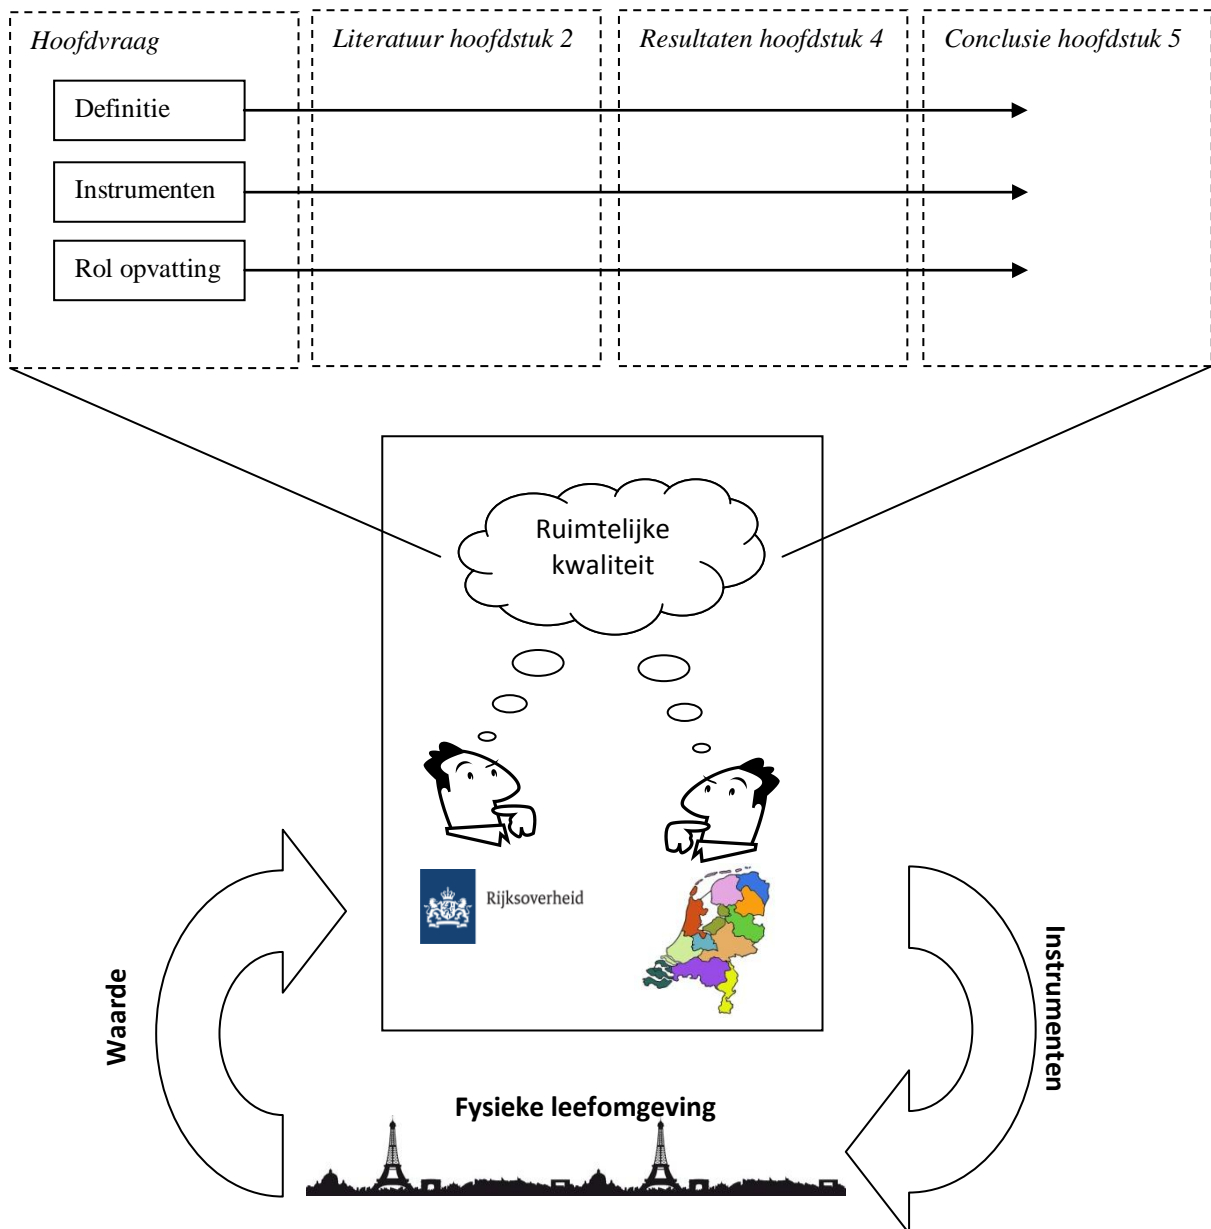 Hoofdvraag
Literatuur hoofdstuk 2
Resultaten hoofdstuk 4
Conclusie hoofdstuk 5
Definitie
Instrumenten
Rol opvatting
Ruimtelijke
kwaliteit
Rijksoverheid
Waarde
Instrumenten
Fysieke leefomgeving